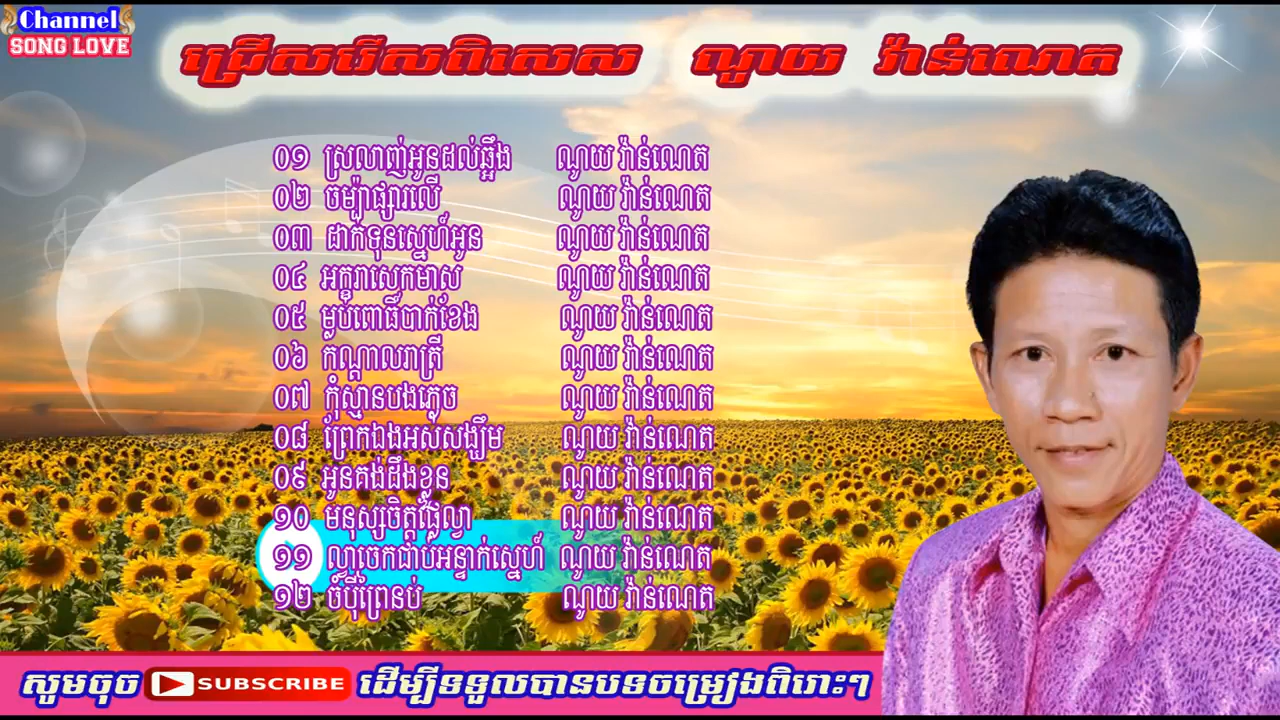 Channel
SONG LOVE
ជ្រើសរើសពិសេស ណូយ វ៉ាន់ណេត
០១ ស្រលាញ់អូនដល់ឆ្អឹង ណូយ វ៉ាន់ណេត
០២ ចម្ប៉ាផ្សារលើ ណូយ វ៉ាន់ណេត
០៣ ដាក់ទុនស្នេហ៍អូន ណូយ វ៉ាន់ណេត
០៤ អក្ខរាសេកមាស ណូយ វ៉ាន់ណេត
០៥ ម្លប់ពោធិ៍បាក់ខែង ណូយ វ៉ាន់ណេត
០៦ កណ្ដាលរាត្រី ណូយ វ៉ាន់ណេត
០៧ កុំស្មានបងភ្លេច ណូយ វ៉ាន់ណេត
០៨ ព្រែកឯងអស់សង្ឃឹម ណូយ វ៉ាន់ណេត
០៩ អូនគង់ដឹងខ្លួន ណូយ វ៉ាន់ណេត
១០ មនុស្សចិត្តផ្លែល្វា ណូយ វ៉ាន់ណេត
១១ ល្វាចេកជាប់អន្ទាក់ស្នេហ៍ ណូយ វ៉ាន់ណេត
១២ ចំប៉ីព្រៃនប់ ណូយ វ៉ាន់ណេត
សូមចុច SUBSCRIBE ដើម្បីទទួលបានបទចម្រៀងពិរោះៗ